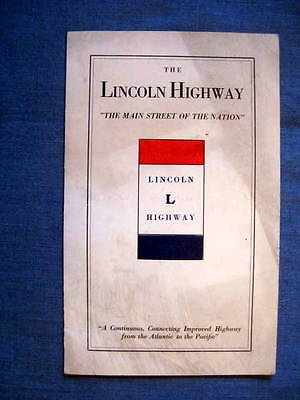 THE
LINCOLN HIGHWAY
"THE MAIN STREET OF THE NATION"
LINCOLN
L
HIGHWAY
"A Continuous, Connecting Improved Highway
from the Atlantic to the Pacific"